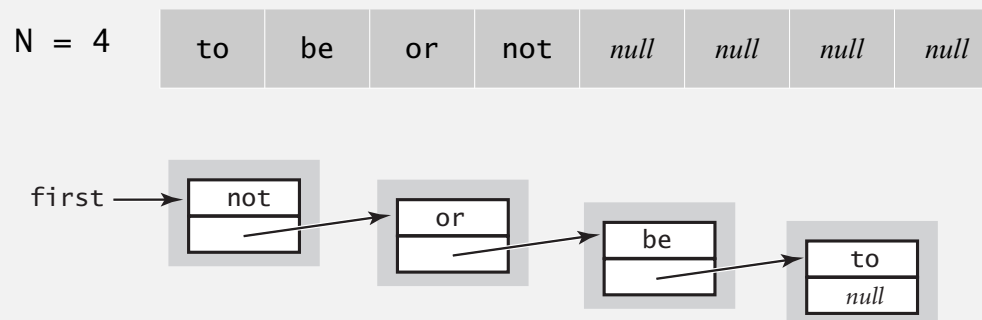 N = 4 to be or not null null null null
first not
or
be
to
null